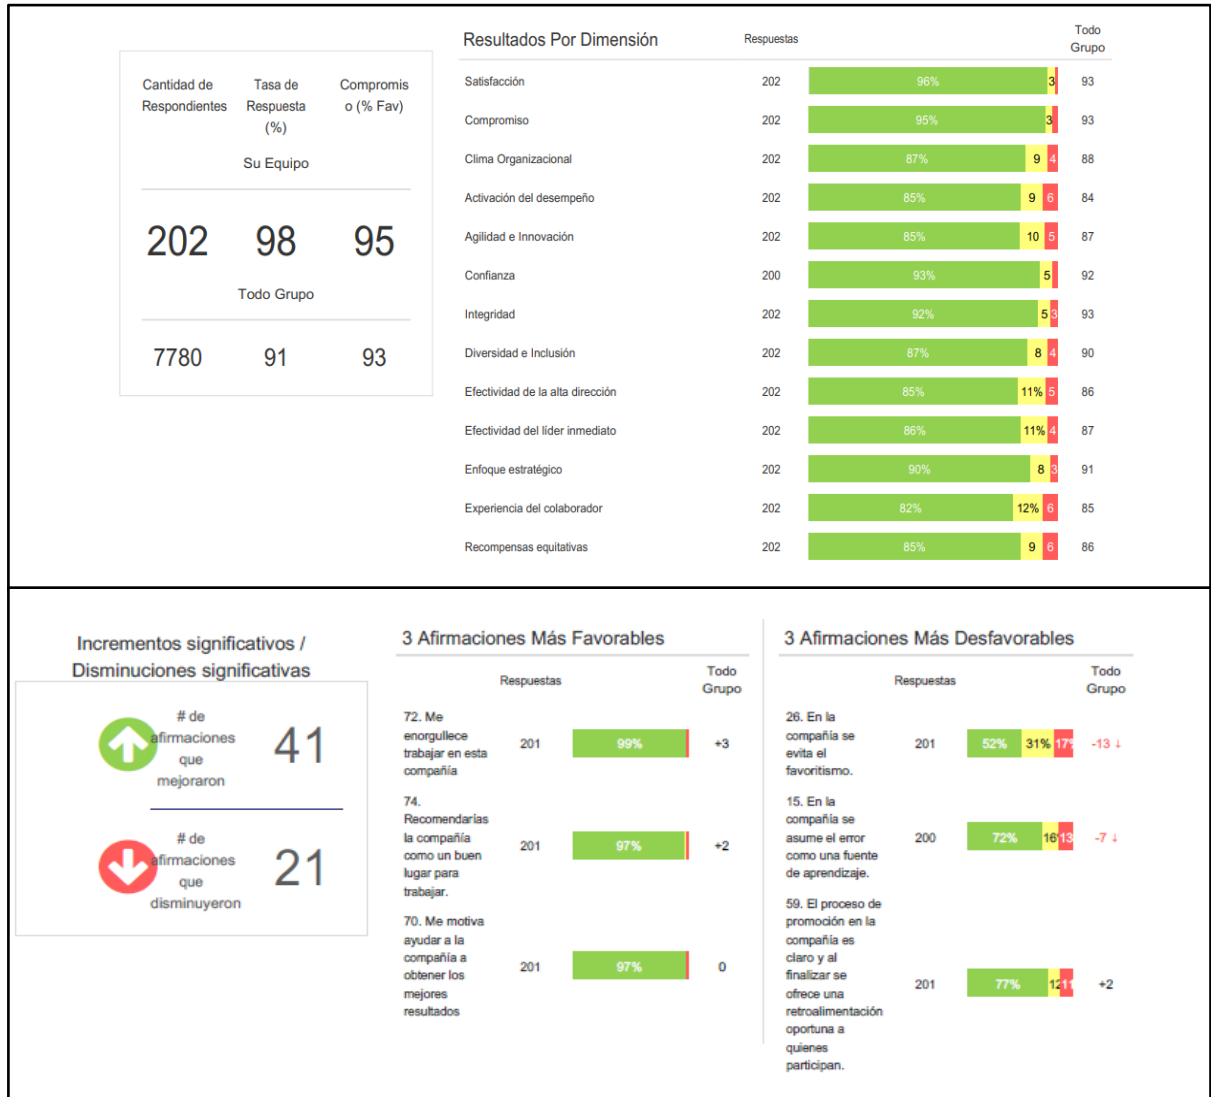 Cantidad de Respondientes
Tasa de Respuesta (%)
Compromis o (% Fav)
Su Equipo
202 98 95
Todo Grupo
7780 91 93
Resultados Por Dimensión Respuestas Todo Grupo
Satisfacción 202 96% 3 93
Compromiso 202 95% 3 93
Clima Organizacional 202 87% 9 4 88
Activación del desempeño 202 85% 9 6 84
Agilidad e Innovación 202 85% 10 5 87
Confianza 200 93% 5 92
Integridad 202 92% 5 3 93
Diversidad e Inclusión 202 87% 8 4 90
Efectividad de la alta dirección 202 85% 11% 5 86
Efectividad del líder inmediato 202 86% 11% 4 87
Enfoque estratégico 202 90% 8 3 91
Experiencia del colaborador 202 82% 12% 6 85
Recompensas equitativas 202 85% 9 6 86
Incrementos significativos /
Disminuciones significativas
# de
afirmaciones
que
mejoraron
41
# de
afirmaciones
que
disminuyeron
21
3 Afirmaciones Más Favorables
Respuestas
Todo
Grupo
72. Me
enorgullece
trabajar en esta
compañía
201 99% +3
74.
Recomendarías
la compañía
como un buen
lugar para
trabajar.
201 97% +2
70. Me motiva
ayudar a la
compañía a
obtener los
mejores
resultados
201 97% 0
3 Afirmaciones Más Desfavorables
Respuestas
Todo
Grupo
26. En la
compañía se
evita el
favoritismo.
201 52% 31% 17% -13 ↓
15. En la
compañía se
asume el error
como una fuente
de aprendizaje.
200 72% 16 13 -7 ↓
59. El proceso de
promoción en la
compañía es
claro y al
finalizar se
ofrece una
retroalimentación
oportuna a
quienes
participan.
201 77% 12 11 +2